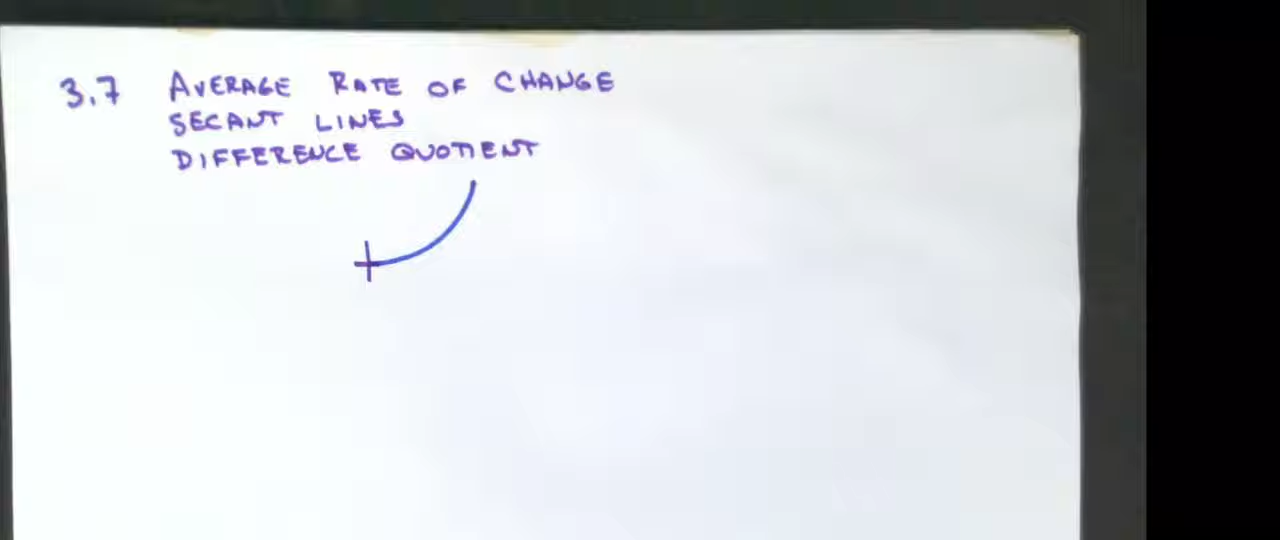 3.7 AVERAGE RATE OF CHANGE
SECANT LINES
DIFFERENCE QUOTIENT